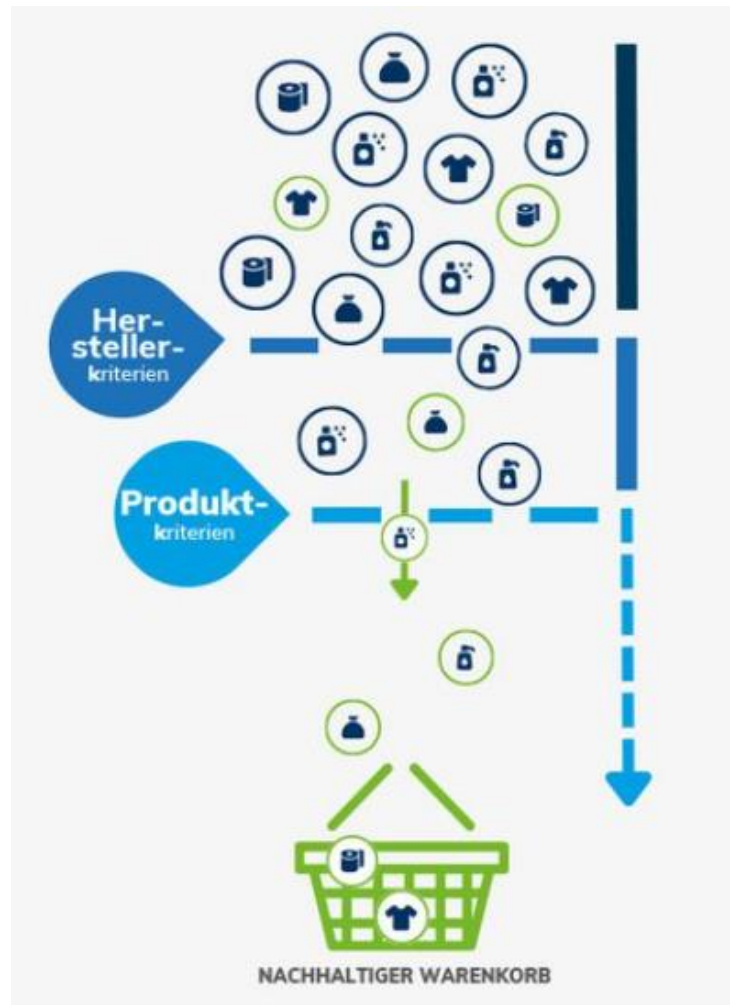 Her-
steller-
kriterien
Produkt-
kriterien
NACHHALTIGER WARENKORB